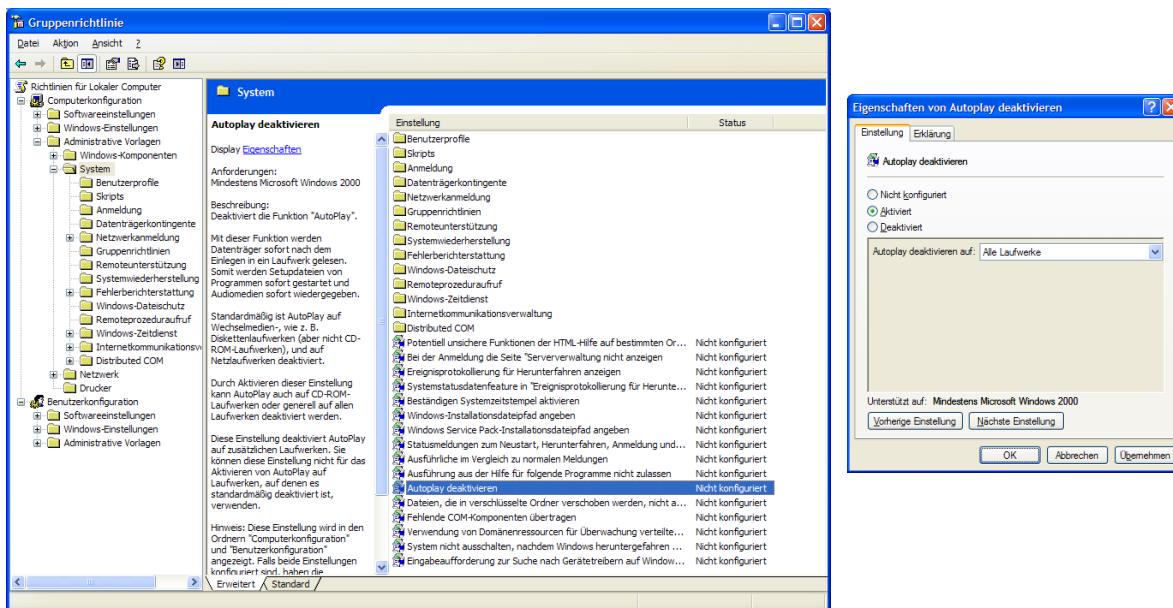 Gruppenrichtlinie
Datei Aktion Ansicht ?
Richtlinien für Lokaler Computer
Computerkonfiguration
Softwareeinstellungen
Windows-Einstellungen
Administrative Vorlagen
Windows-Komponenten
System
Benutzerprofile
Skripts
Anmeldung
Datenträgerkontingente
Netzwerkanmeldung
Gruppenrichtlinien
Remoteunterstützung
Systemwiederherstellung
Fehlerberichterstattung
Windows-Dateischutz
Remoteprozeduraufruf
Windows-Zeitdienst
Internetkommunikationsv
Distributed COM
Netzwerk
Drucker
Benutzerkonfiguration
Softwareeinstellungen
Windows-Einstellungen
Administrative Vorlagen
System
Autoplay deaktivieren
Display Eigenschaften
Anforderungen:
Mindestens Microsoft Windows 2000
Beschreibung:
Deaktiviert die Funktion "AutoPlay".
Mit dieser Funktion werden
Datenträger sofort nach dem
Einlegen in ein Laufwerk gelesen.
Somit werden Setupdateien von
Programmen sofort gestartet und
Audiomedien sofort wiedergegeben.
Standardmäßig ist AutoPlay auf
Wechselmedien-, wie z. B.
Diskettenlaufwerken (aber nicht CD-
ROM-Laufwerken), und auf
Netzlaufwerken deaktiviert.
Durch Aktivieren dieser Einstellung
kann AutoPlay auch auf CD-ROM-
Laufwerken oder generell auf allen
Laufwerken deaktiviert werden.
Diese Einstellung deaktiviert AutoPlay
auf zusätzlichen Laufwerken. Sie
können diese Einstellung nicht für das
Aktivieren von AutoPlay auf
Laufwerken, auf denen es
standardmäßig deaktiviert ist,
verwenden.
Hinweis: Diese Einstellung wird in den
Ordnern "Computerkonfiguration"
und "Benutzerkonfiguration"
angezeigt. Falls beide Einstellungen
konfiguriert sind, haben die
Einstellung Status
Benutzerprofile
Skripts
Anmeldung
Datenträgerkontingente
Netzwerkanmeldung
Gruppenrichtlinien
Remoteunterstützung
Systemwiederherstellung
Fehlerberichterstattung
Windows-Dateischutz
Remoteprozeduraufruf
Windows-Zeitdienst
Internetkommunikationsverwaltung
Distributed COM
Potentiell unsichere Funktionen der HTML-Hilfe auf bestimmten Or... Nicht konfiguriert
Bei der Anmeldung die Seite "Serververwaltung nicht anzeigen Nicht konfiguriert
Ereignisprotokollierung für Herunterfahren anzeigen Nicht konfiguriert
Systemstatusdatenfeature in "Ereignisprotokollierung für Herunte... Nicht konfiguriert
Beständigen Systemzeitstempel aktivieren Nicht konfiguriert
Windows-Installationsdateipfad angeben Nicht konfiguriert
Windows Service Pack-Installationsdateipfad angeben Nicht konfiguriert
Statusmeldungen zum Neustart, Herunterfahren, Anmeldung und... Nicht konfiguriert
Ausführliche im Vergleich zu normalen Meldungen Nicht konfiguriert
Ausführung aus der Hilfe für folgende Programme nicht zulassen Nicht konfiguriert
Autoplay deaktivieren Nicht konfiguriert
Dateien, die in verschlüsselte Ordner verschoben werden, nicht a... Nicht konfiguriert
Fehlende COM-Komponenten übertragen Nicht konfiguriert
Verwendung von Domänenressourcen für Überwachung verteilte... Nicht konfiguriert
System nicht ausschalten, nachdem Windows heruntergefahren ... Nicht konfiguriert
Eingabeaufforderung zur Suche nach Gerätetreibern auf Window... Nicht konfiguriert
Erweitert Standard
Eigenschaften von Autoplay deaktivieren
Einstellung Erklärung
Autoplay deaktivieren
Nicht konfiguriert
Aktiviert
Deaktiviert
Autoplay deaktivieren auf: Alle Laufwerke
Unterstützt auf: Mindestens Microsoft Windows 2000
Vorherige Einstellung Nächste Einstellung
OK Abbrechen Übernehmen